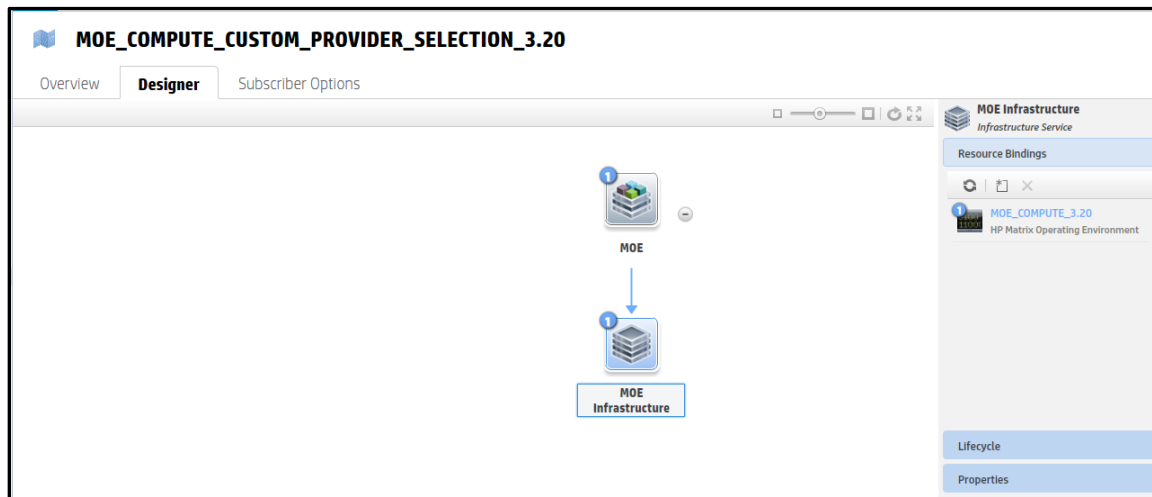 MOE_COMPUTE_CUSTOM_PROVIDER_SELECTION_3.20
Overview
Designer
Subscriber Options
MOE Infrastructure
Infrastructure Service
Resource Bindings
1
MOE_COMPUTE_3.20
HP Matrix Operating Environment
1
MOE
1
MOE
Infrastructure
Lifecycle
Properties